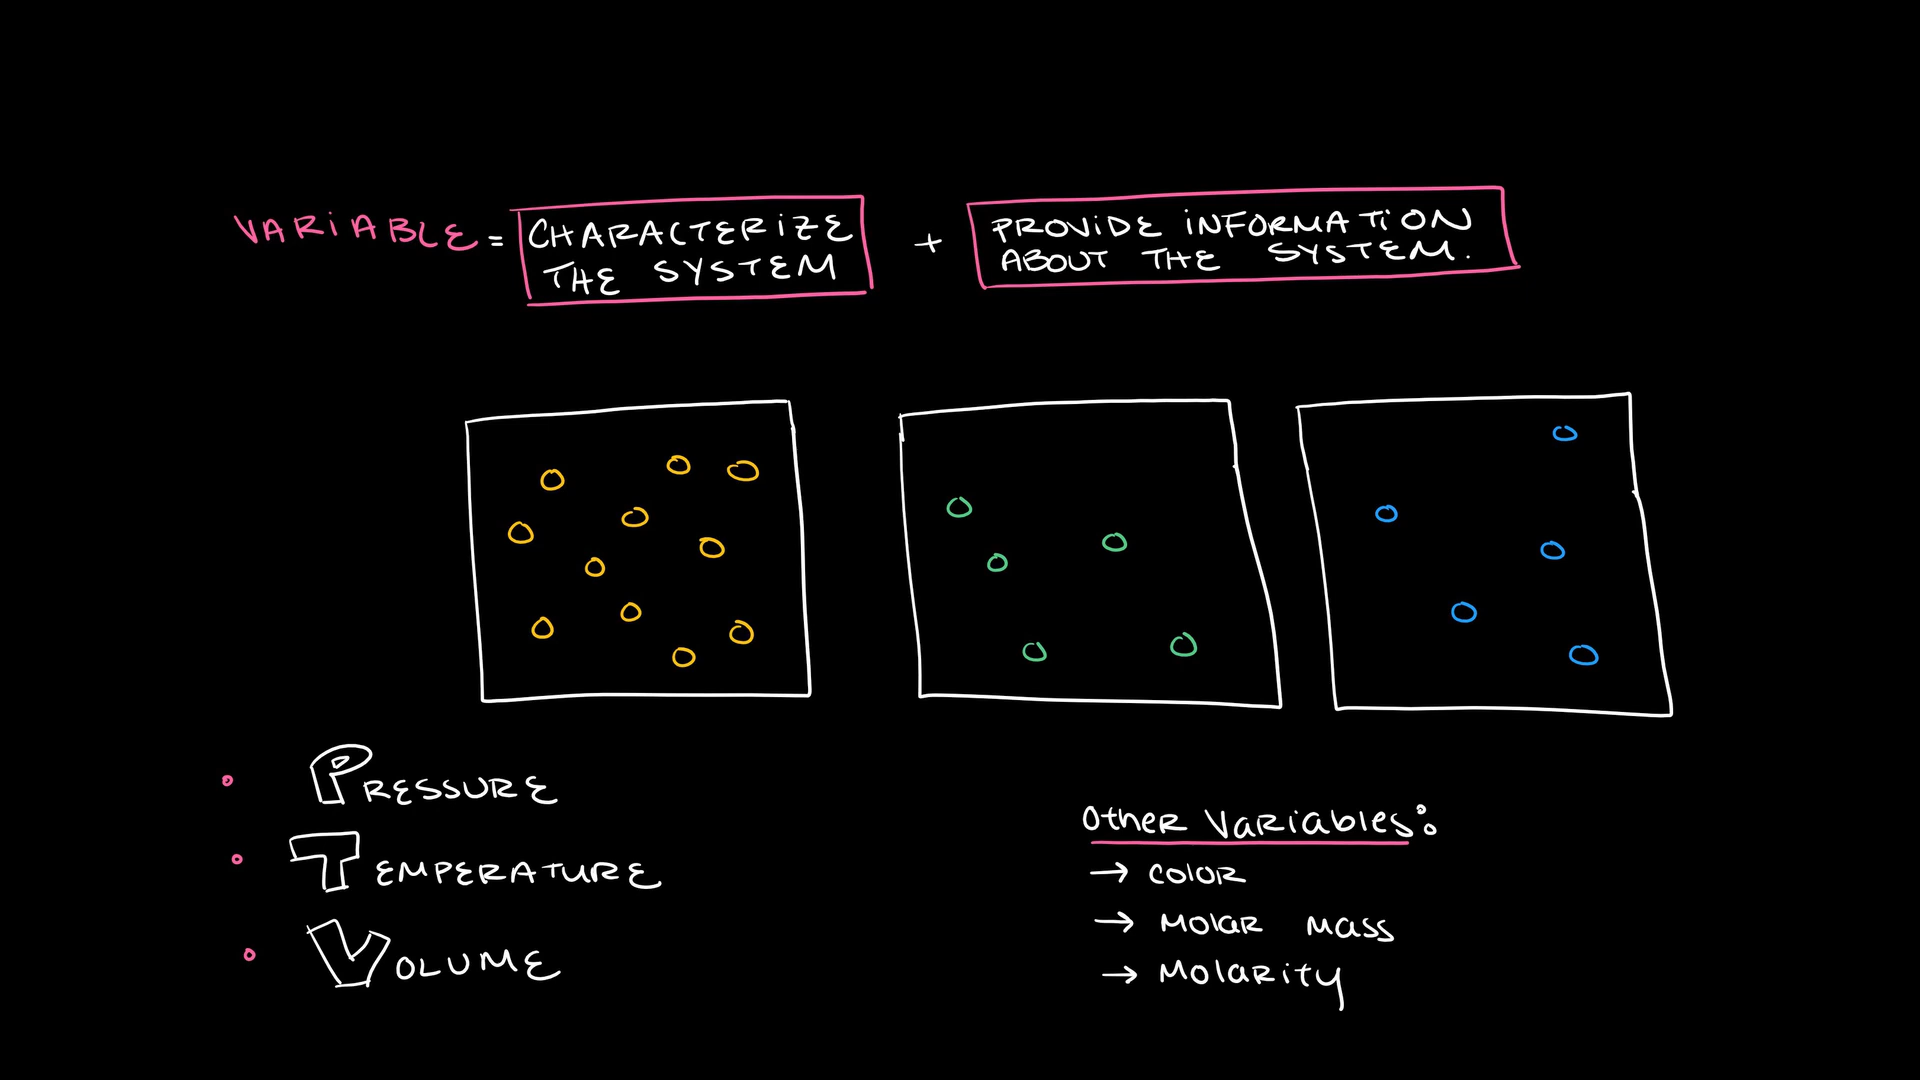 VARIABLE = CHARACTERIZE + PROVIDE INFORMATION
THE SYSTEM ABOUT THE SYSTEM.
• PRESSURE
• TEMPERATURE
• VOLUME
Other Variables:
→ Color
→ Molar Mass
→ Molarity